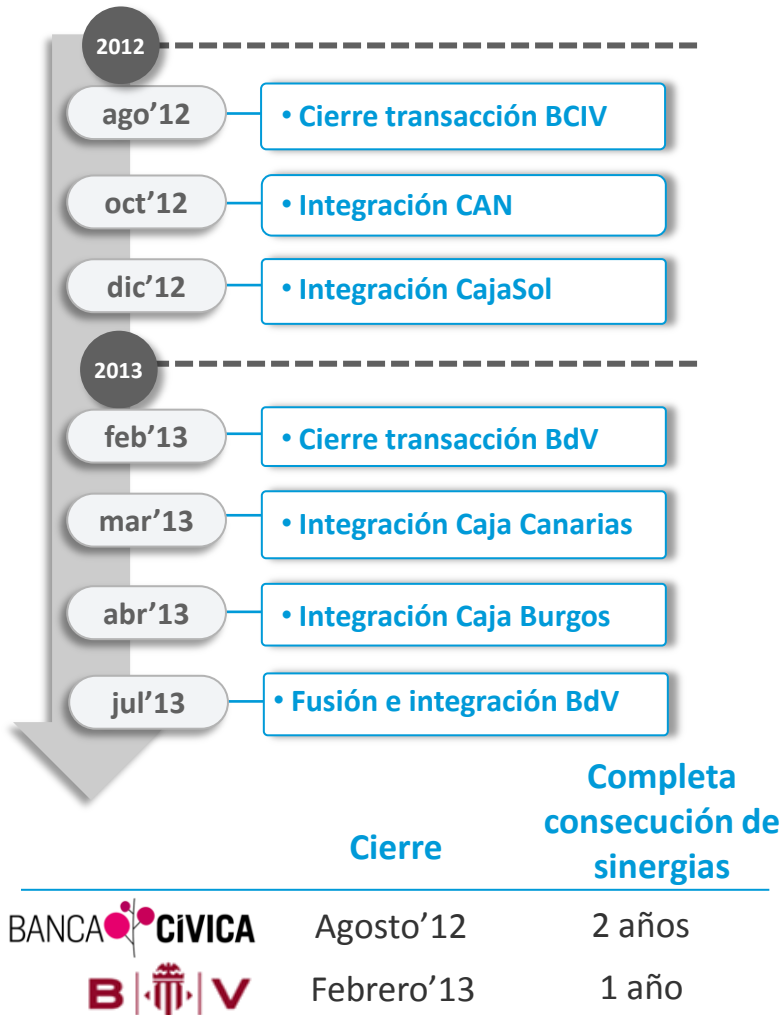 2012
ago’12
• Cierre transacción BCIV
oct’12
• Integración CAN
dic’12
• Integración CajaSol
2013
feb’13
• Cierre transacción BdV
mar’13
• Integración Caja Canarias
abr’13
• Integración Caja Burgos
jul’13
• Fusión e integración BdV
Cierre
Completa
consecución de
sinergias
BANCA CÍVICA
Agosto’12
2 años
B V
Febrero’13
1 año